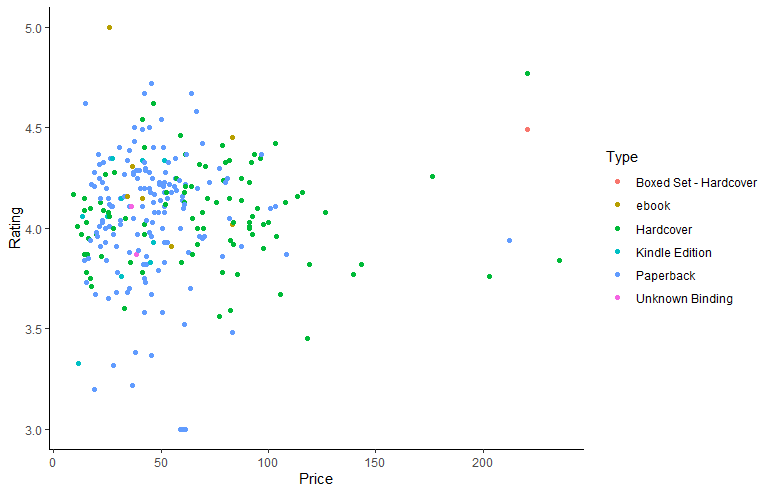 5.0
4.5
4.0
3.5
3.0
Rating
0
50
100
150
200
Price
Type
Boxed Set - Hardcover
ebook
Hardcover
Kindle Edition
Paperback
Unknown Binding